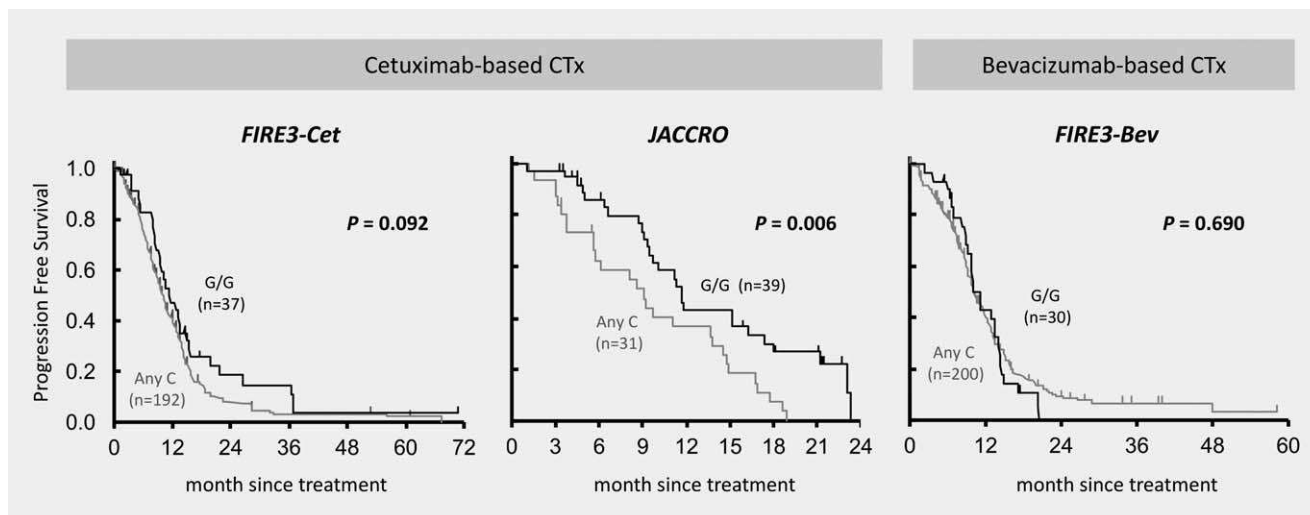 Cetuximab-based CTx
Bevacizumab-based CTx
FIRE3-Cet
JACCRO
FIRE3-Bev
Progression Free Survival
1.0
0.8
0.6
0.4
0.2
0.0
P = 0.092
G/G
(n=37)
Any C
(n=192)
0 12 24 36 48 60 72
month since treatment
P = 0.006
G/G (n=39)
Any C
(n=31)
0 3 6 9 12 15 18 21 24
month since treatment
P = 0.690
G/G
(n=30)
Any C
(n=200)
0 12 24 36 48 60
month since treatment